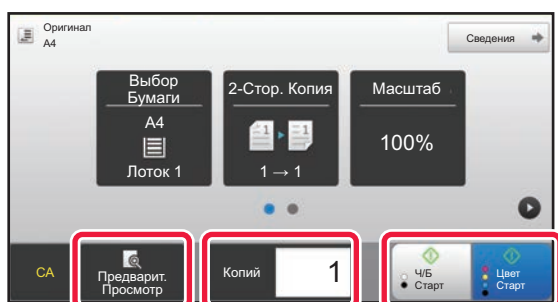 Оригинал
A4
Сведения
Выбор
Бумаги
A4
Лоток 1
2-Стор. Копия
1 → 1
Масштаб
100%
CA
Предварит.
Просмотр
Копий
1
Ч/Б
Старт
Цвет
Старт